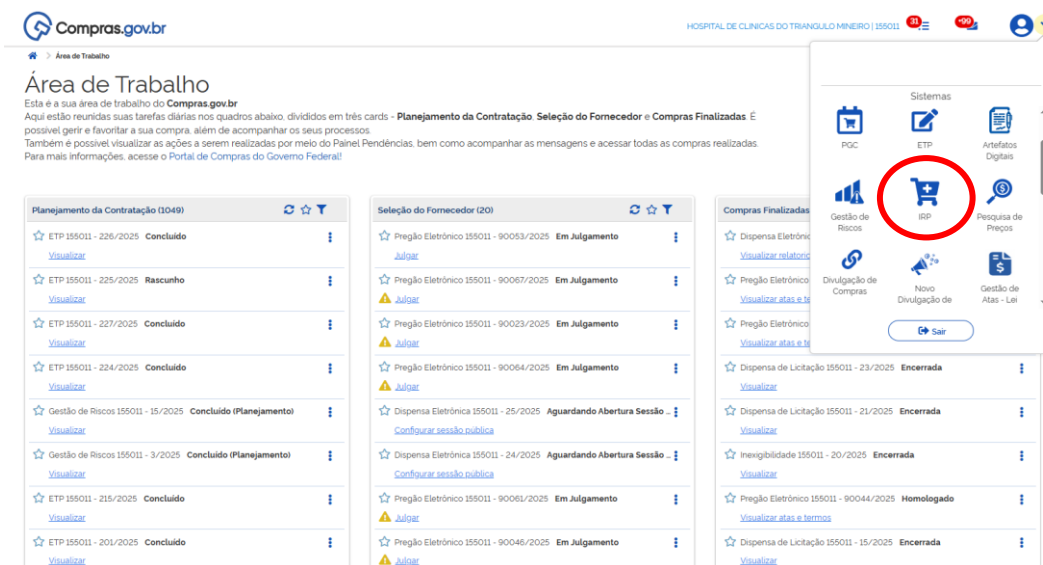 Compras.gov.br
HOSPITAL DE CLINICAS DO TRIANGULO MINEIRO | 155011
31
+99
Área de Trabalho
Área de Trabalho
Esta é a sua área de trabalho do Compras.gov.br
Aqui estão reunidas suas tarefas diárias nos quadros abaixo, divididos em três cards - Planejamento da Contratação, Seleção do Fornecedor e Compras Finalizadas. É
possível gerir e favoritar a sua compra, além de acompanhar os seus processos.
Também é possível visualizar as ações a serem realizadas por meio do Painel Pendências, bem como acompanhar as mensagens e acessar todas as compras realizadas.
Para mais informações, acesse o Portal de Compras do Governo Federal!
Sistemas
PGC
ETP
Artefatos
Digitais
Gestão de
Riscos
IRP
Pesquisa de
Preços
Divulgação de
Compras
Novo
Divulgação de
Gestão de
Atas - Lei
Sair
Planejamento da Contratação (1049)
ETP 155011 - 226/2025 Concluído
Visualizar
ETP 155011 - 225/2025 Rascunho
Visualizar
ETP 155011 - 227/2025 Concluído
Visualizar
ETP 155011 - 224/2025 Concluído
Visualizar
Gestão de Riscos 155011 - 15/2025 Concluído (Planejamento)
Visualizar
Gestão de Riscos 155011 - 3/2025 Concluído (Planejamento)
Visualizar
ETP 155011 - 215/2025 Concluído
Visualizar
ETP 155011 - 201/2025 Concluído
Visualizar
Seleção do Fornecedor (20)
Pregão Eletrônico 155011 - 90053/2025 Em Julgamento
Julgar
Pregão Eletrônico 155011 - 90067/2025 Em Julgamento
Julgar
Pregão Eletrônico 155011 - 90023/2025 Em Julgamento
Julgar
Pregão Eletrônico 155011 - 90064/2025 Em Julgamento
Julgar
Dispensa Eletrônica 155011 - 25/2025 Aguardando Abertura Sessão ...
Configurar sessão pública
Dispensa Eletrônica 155011 - 24/2025 Aguardando Abertura Sessão ...
Configurar sessão pública
Pregão Eletrônico 155011 - 90061/2025 Em Julgamento
Julgar
Pregão Eletrônico 155011 - 90046/2025 Em Julgamento
Julgar
Compras Finalizadas
Dispensa Eletrônic
Visualizar relatorio
Pregão Eletrônico
Visualizar atas e te
Pregão Eletrônico
Visualizar atas e te
Dispensa de Licitação 155011 - 23/2025 Encerrada
Visualizar
Dispensa de Licitação 155011 - 21/2025 Encerrada
Visualizar
Inexigibilidade 155011 - 20/2025 Encerrada
Visualizar
Pregão Eletrônico 155011 - 90044/2025 Homologado
Visualizar atas e termos
Dispensa de Licitação 155011 - 15/2025 Encerrada
Visualizar